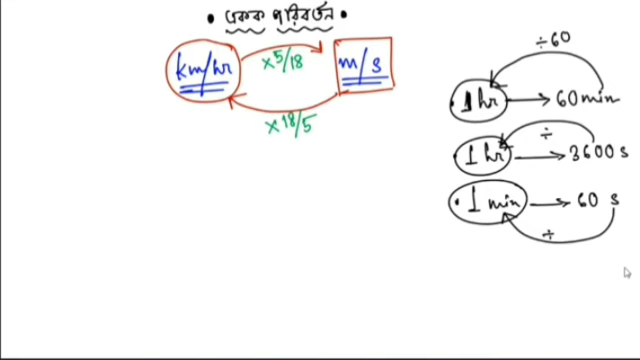 • একক পরিবর্তন •
km/hr ×5/18 m/s
×18/5
÷60
• 1 hr → 60 min
÷
1 hr → 3600 s
• 1 min → 60 s
÷